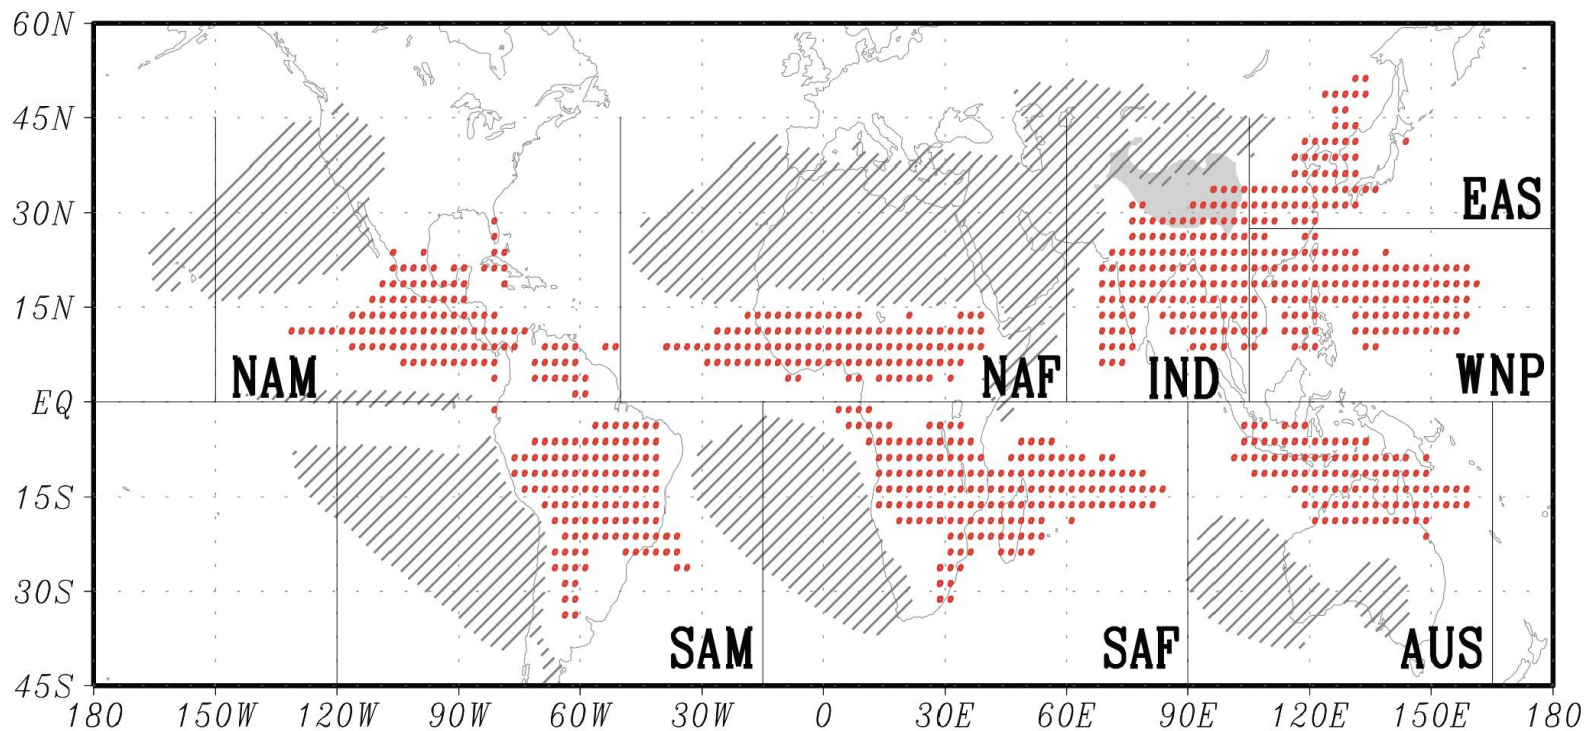 60N
45N
30N
EAS
15N
NAM
NAF
IND
WNP
EQ
15S
30S
SAM
SAF
AUS
45S
180 150W 120W 90W 60W 30W 0 30E 60E 90E 120E 150E 180